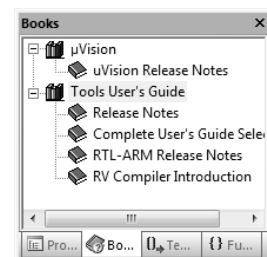 Books
µVision
uVision Release Notes
Tools User's Guide
Release Notes
Complete User's Guide Sele
RTL-ARM Release Notes
RV Compiler Introduction
Pro... Bo... Te... {} Fu...